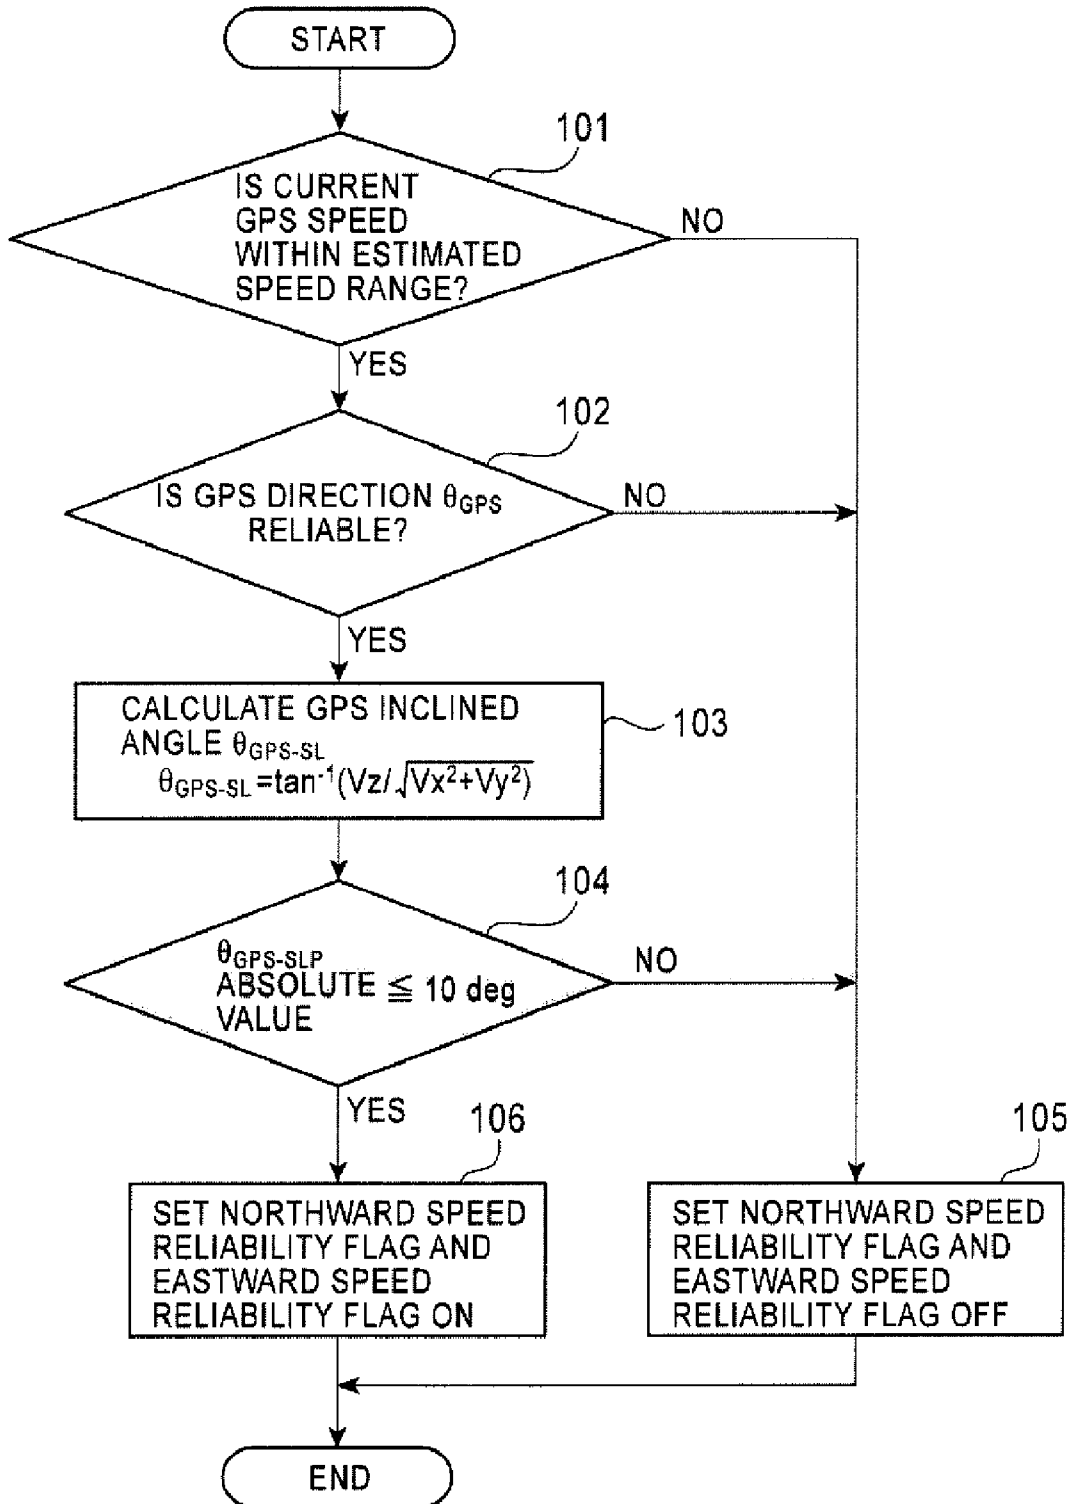 START
101
IS CURRENT
GPS SPEED
WITHIN ESTIMATED
SPEED RANGE?
NO
YES
102
IS GPS DIRECTION θGPS
RELIABLE?
NO
YES
CALCULATE GPS INCLINED
ANGLE θGPS-SL
θGPS-SL=tan⁻¹(Vz/√Vx²+Vy²)
103
104
θGPS-SLP
ABSOLUTE ≦ 10 deg
VALUE
NO
YES
106
SET NORTHWARD SPEED
RELIABILITY FLAG AND
EASTWARD SPEED
RELIABILITY FLAG ON
105
SET NORTHWARD SPEED
RELIABILITY FLAG AND
EASTWARD SPEED
RELIABILITY FLAG OFF
END